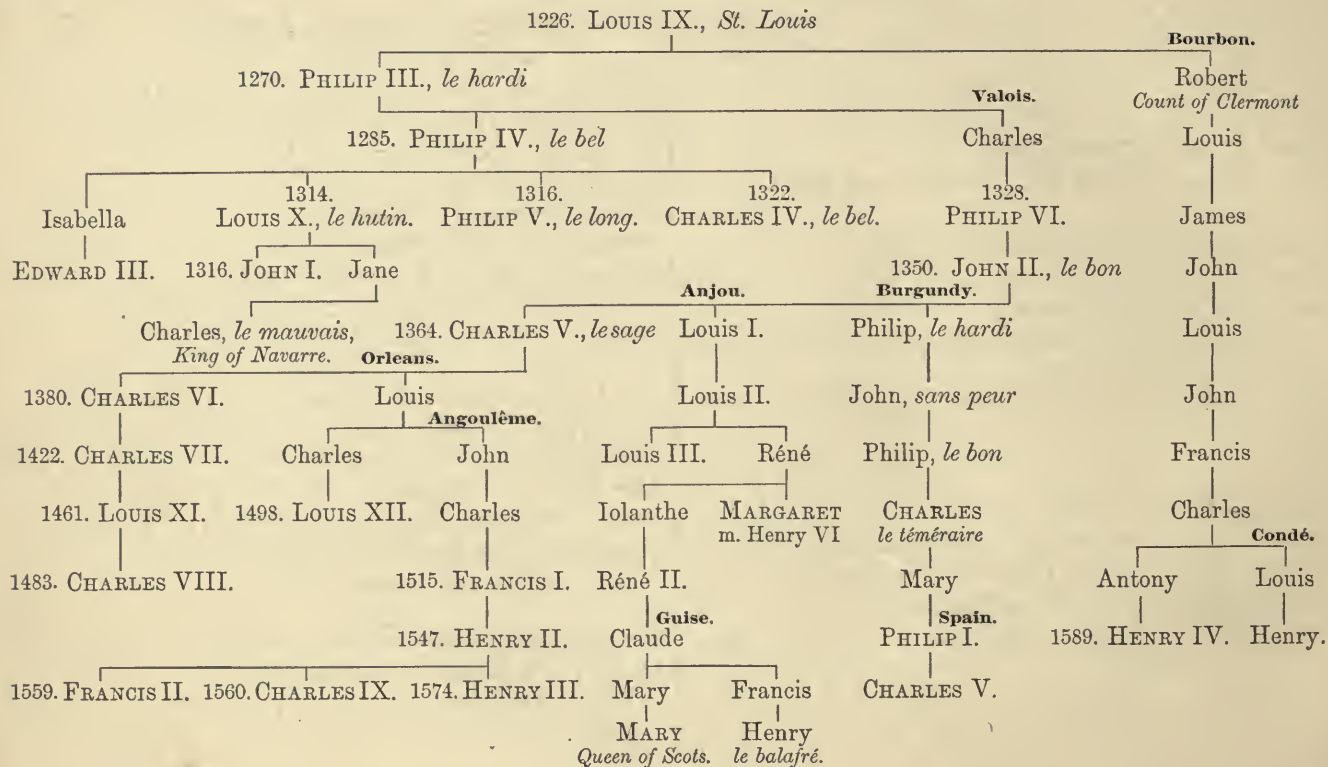 1226. LOUIS IX., St. Louis
Bourbon.
1270. PHILIP III., le hardi
Robert
Count of Clermont
Valois.
1285. PHILIP IV., le bel
Charles
Louis
1314.
1316.
1322.
1328.
Isabella
LOUIS X., le hutin.
PHILIP V., le long.
CHARLES IV., le bel.
PHILIP VI.
James
EDWARD III.
1316. JOHN I.
Jane
1350. JOHN II., le bon
John
Anjou.
Burgundy.
Charles, le mauvais,
King of Navarre.
1364. CHARLES V., le sage
Louis I.
Philip, le hardi
Louis
Orleans.
1380. CHARLES VI.
Louis
Louis II.
John, sans peur
John
Angoulême.
1422. CHARLES VII.
Charles
John
Louis III.
Réné
Philip, le bon
Francis
1461. LOUIS XI.
1498. LOUIS XII.
Charles
Iolanthe
MARGARET
m. Henry VI
CHARLES
le téméraire
Charles
Condé.
1483. CHARLES VIII.
1515. FRANCIS I.
Réné II.
Mary
Antony
Louis
Guise.
Spain.
1547. HENRY II.
Claude
PHILIP I.
1589. HENRY IV.
Henry.
1559. FRANCIS II.
1560. CHARLES IX.
1574. HENRY III.
Mary
Francis
CHARLES V.
MARY
Queen of Scots.
Henry
le balafré.